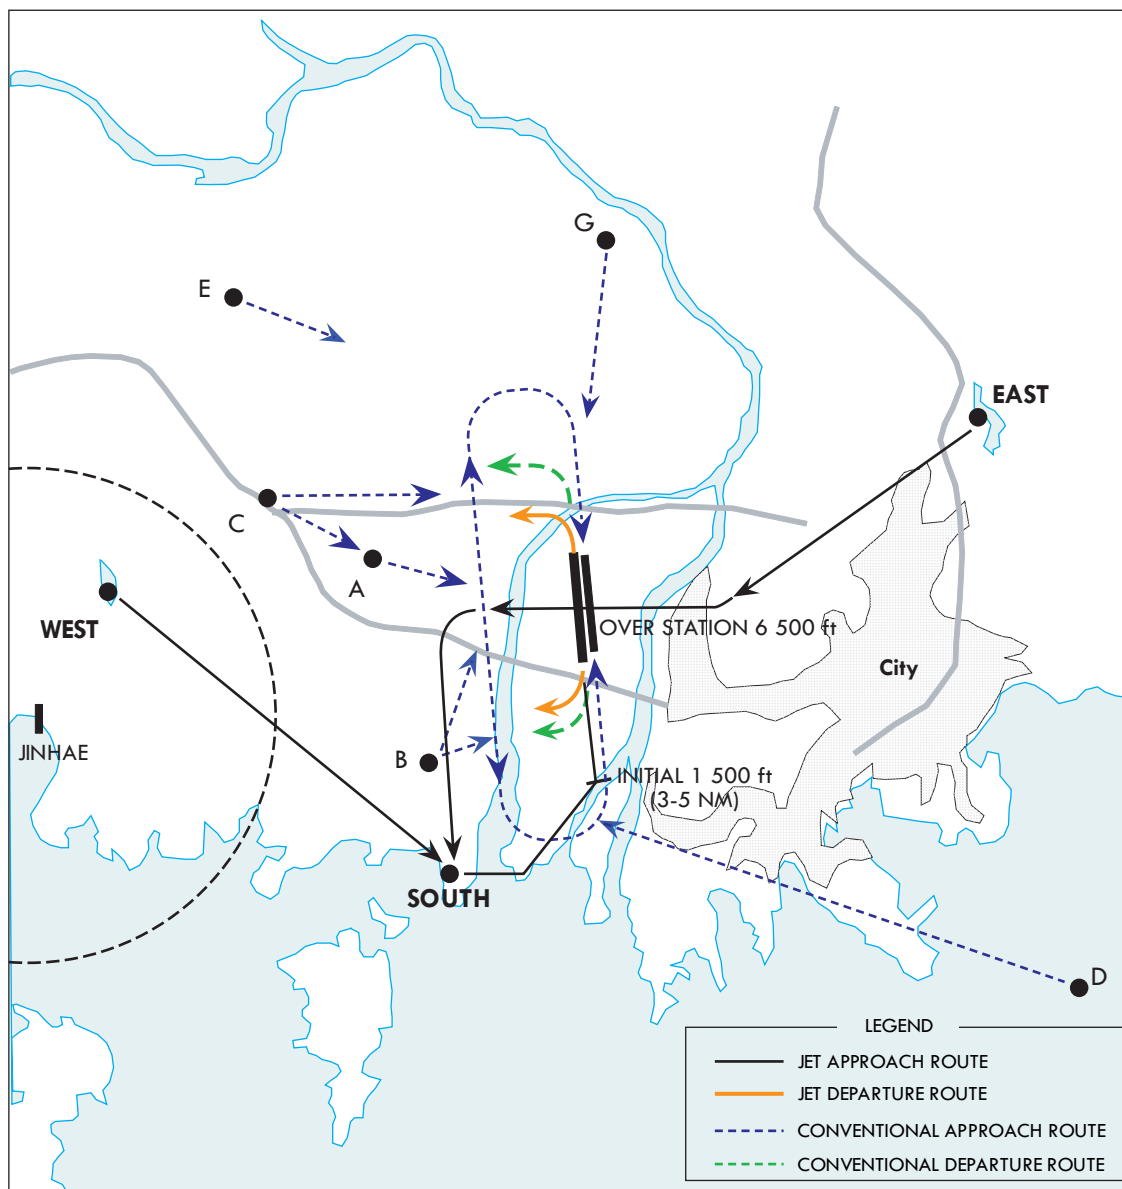 G
E
EAST
C
A
WEST
OVER STATION 6 500 ft
City
JINHAE
B
INITIAL 1 500 ft
(3-5 NM)
SOUTH
D
LEGEND
JET APPROACH ROUTE
JET DEPARTURE ROUTE
CONVENTIONAL APPROACH ROUTE
CONVENTIONAL DEPARTURE ROUTE